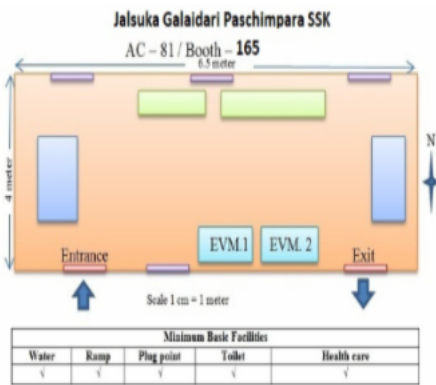 Jalsuka Galaidari Paschimpara SSK
AC – 81 / Booth – 165
6.5 meter
4 meter
N
EVM.1 EVM. 2
Entrance Exit
Scale 1 cm = 1 meter
Minimum Basic Facilities
Water Ramp Plug point Toilet Health care
√ √ √ √ √